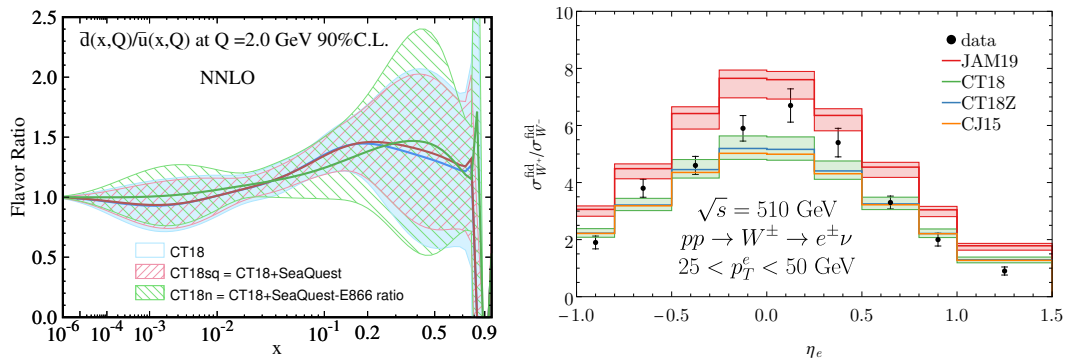 d̅(x,Q)/u̅(x,Q) at Q =2.0 GeV 90%C.L.
NNLO
Flavor Ratio
2.5
2.0
1.5
1.0
0.5
0.0
CT18
CT18sq = CT18+SeaQuest
CT18n = CT18+SeaQuest-E866 ratio
10⁻⁶ 10⁻⁴ 10⁻³ 10⁻² 10⁻¹ 0.2 0.5 0.9
x
data
JAM19
CT18
CT18Z
CJ15
σ^fid_W⁺/σ^fid_W⁻
10
8
6
4
2
0
√s = 510 GeV
pp → W^± → e^±ν
25 < p_T^e < 50 GeV
−1.0 −0.5 0.0 0.5 1.0 1.5
η_e